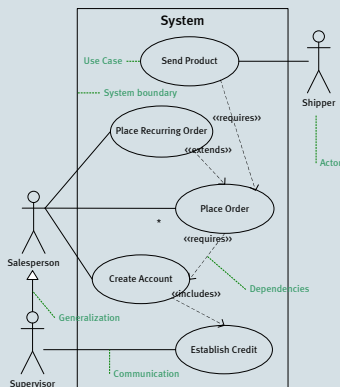 System
Use Case
Send Product
System boundary
Shipper
<<requires>>
Place Recurring Order
<<extends>>
Actor
Place Order
*
<<requires>>
Salesperson
Create Account
Dependencies
<<includes>>
Generalization
Establish Credit
Communication
Supervisor